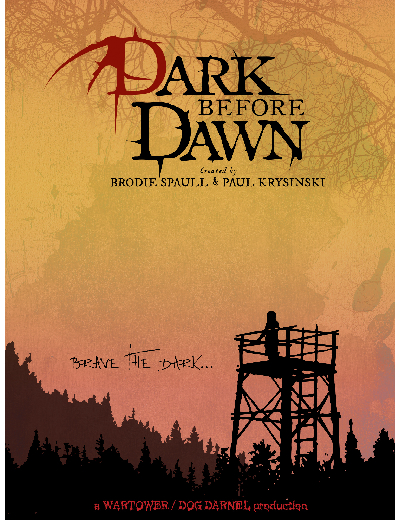 DARK
BEFORE
DAWN
Created by
BRODIE SPAULL & PAUL KRYSINSKI
BRAVE THE DARK...
a WARTOWER / DOG DARNEL production